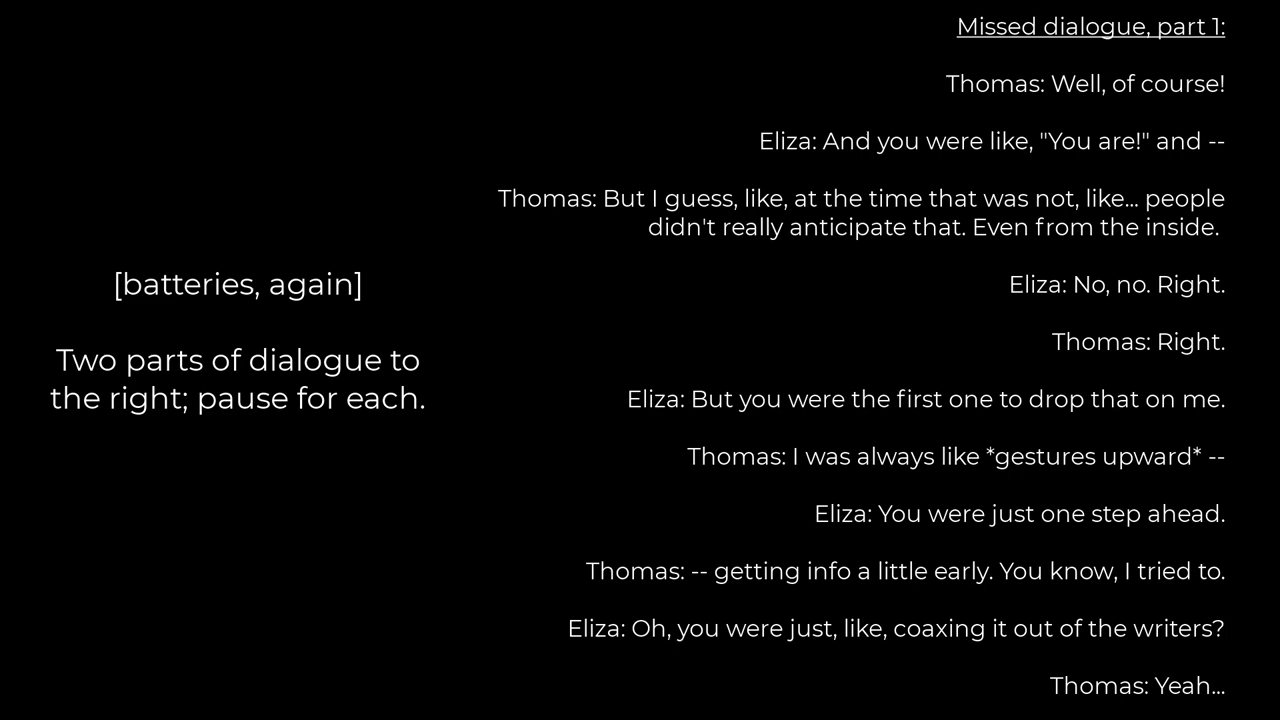 [batteries, again]
Two parts of dialogue to
the right; pause for each.
Missed dialogue, part 1:
Thomas: Well, of course!
Eliza: And you were like, "You are!" and --
Thomas: But I guess, like, at the time that was not, like... people
didn't really anticipate that. Even from the inside.
Eliza: No, no. Right.
Thomas: Right.
Eliza: But you were the first one to drop that on me.
Thomas: I was always like *gestures upward* --
Eliza: You were just one step ahead.
Thomas: -- getting info a little early. You know, I tried to.
Eliza: Oh, you were just, like, coaxing it out of the writers?
Thomas: Yeah...